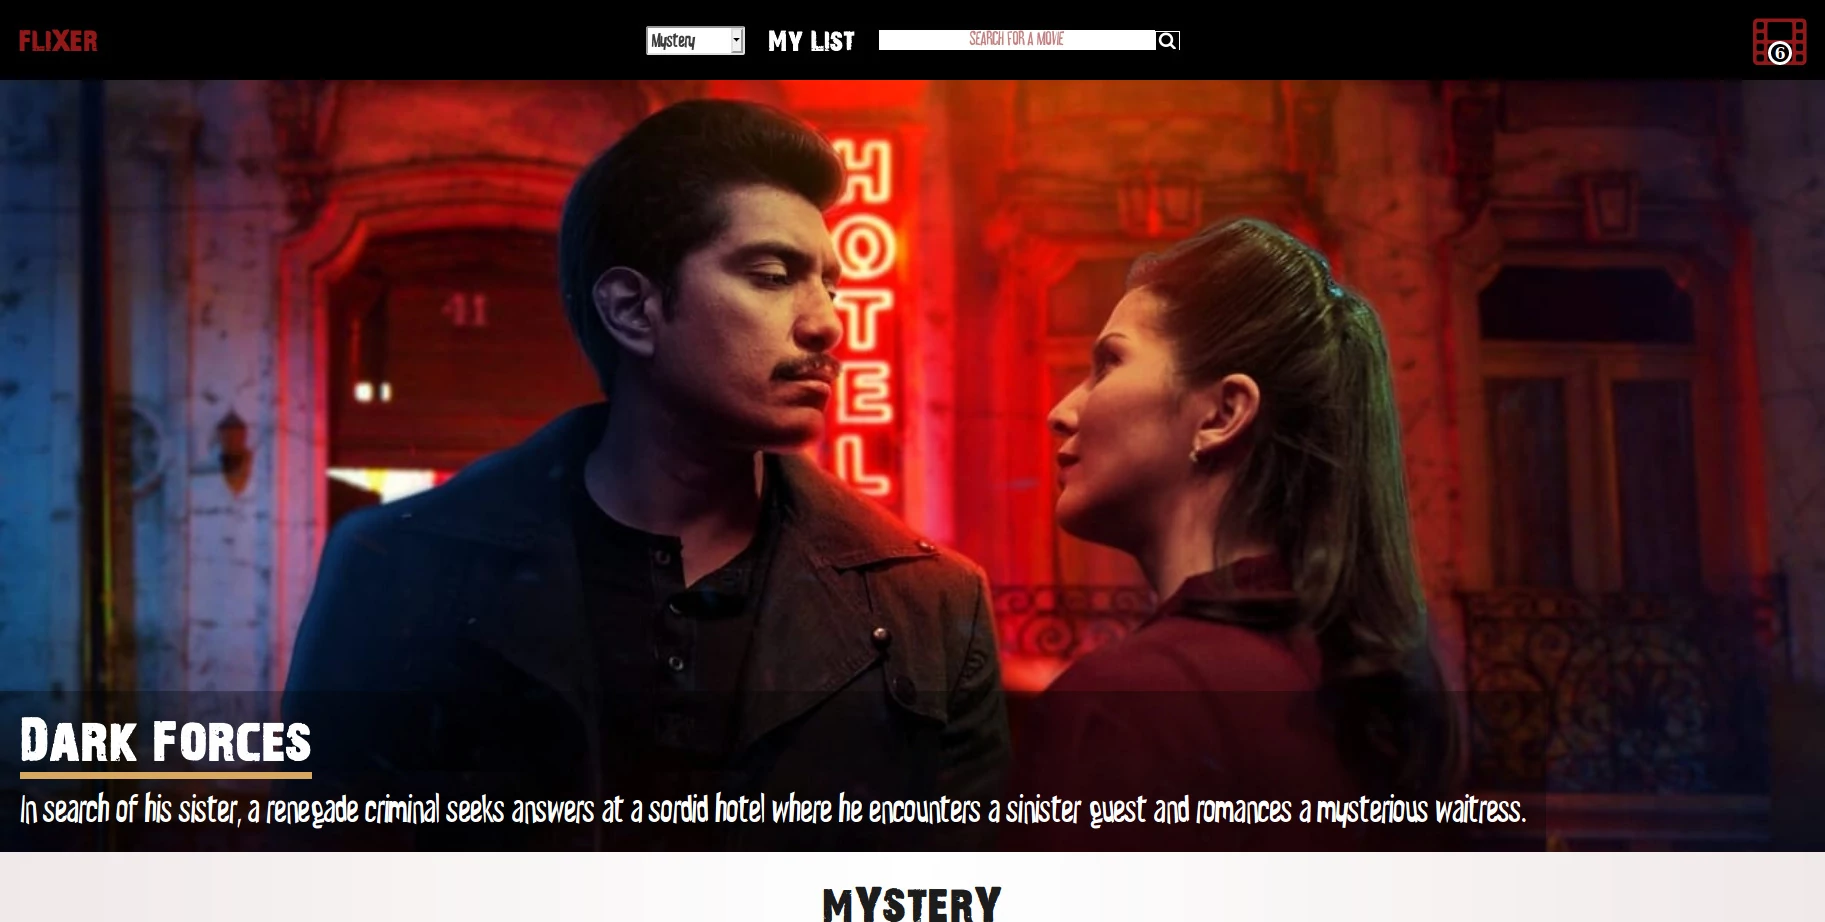 FLIXER
Mystery
MY LIST
SEARCH FOR A MOVIE
6
HOTEL
41
DARK FORCES
In search of his sister, a renegade criminal seeks answers at a sordid hotel where he encounters a sinister guest and romances a mysterious waitress.
MYSTERY